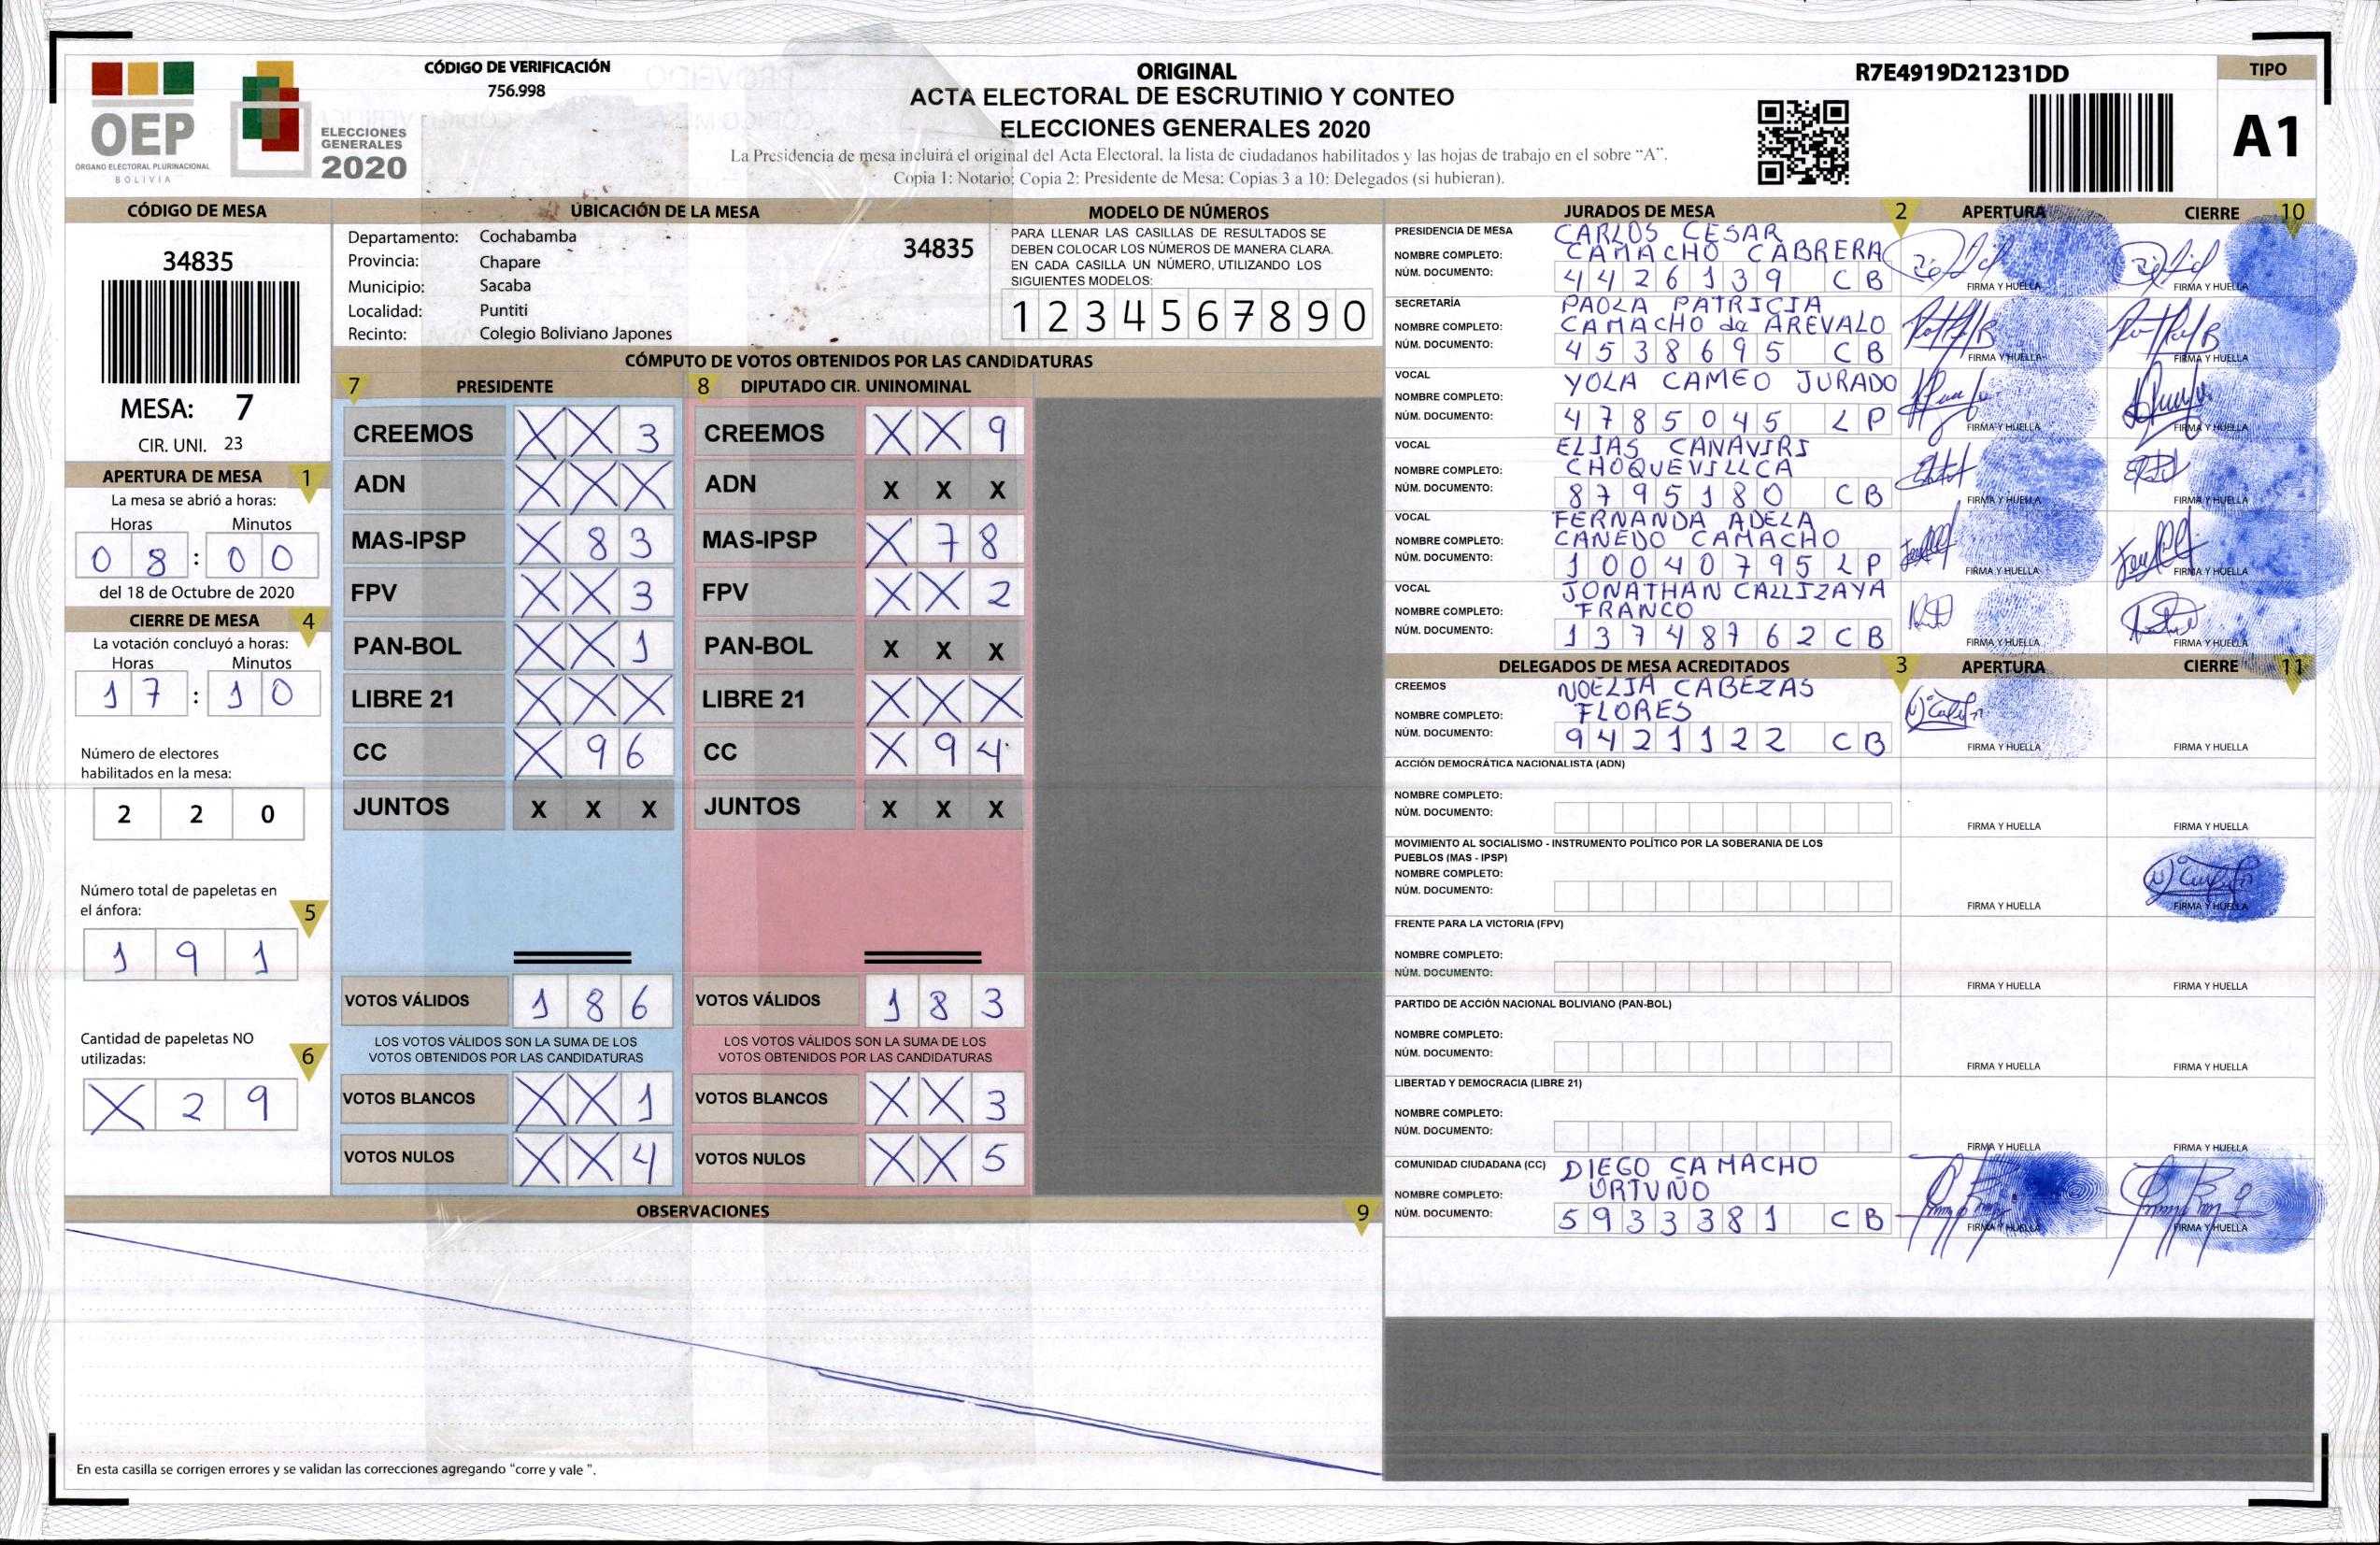 OEP
ÓRGANO ELECTORAL PLURINACIONAL
BOLIVIA
ELECCIONES
GENERALES
2020
CÓDIGO DE VERIFICACIÓN
756.998
ORIGINAL
ACTA ELECTORAL DE ESCRUTINIO Y CONTEO
ELECCIONES GENERALES 2020
La Presidencia de mesa incluirá el original del Acta Electoral, la lista de ciudadanos habilitados y las hojas de trabajo en el sobre “A”.
Copia 1: Notario; Copia 2: Presidente de Mesa; Copias 3 a 10: Delegados (si hubieran).
R7E4919D21231DD
TIPO
A1
CÓDIGO DE MESA
34835
MESA: 7
CIR. UNI. 23
APERTURA DE MESA 1
La mesa se abrió a horas:
Horas Minutos
0 8 : 0 0
del 18 de Octubre de 2020
CIERRE DE MESA 4
La votación concluyó a horas:
Horas Minutos
1 7 : 1 0
Número de electores
habilitados en la mesa:
2 2 0
Número total de papeletas en
el ánfora: 5
1 9 1
Cantidad de papeletas NO
utilizadas: 6
X 2 9
UBICACIÓN DE LA MESA
Departamento: Cochabamba
Provincia: Chapare
Municipio: Sacaba
Localidad: Puntiti
Recinto: Colegio Boliviano Japones
34835
MODELO DE NÚMEROS
PARA LLENAR LAS CASILLAS DE RESULTADOS SE
DEBEN COLOCAR LOS NÚMEROS DE MANERA CLARA.
EN CADA CASILLA UN NÚMERO, UTILIZANDO LOS
SIGUIENTES MODELOS:
1 2 3 4 5 6 7 8 9 0
CÓMPUTO DE VOTOS OBTENIDOS POR LAS CANDIDATURAS
7 PRESIDENTE
CREEMOS X X 3
ADN X X X
MAS-IPSP X 8 3
FPV X X 3
PAN-BOL X X 1
LIBRE 21 X X X
CC X 9 6
JUNTOS X X X
VOTOS VÁLIDOS 1 8 6
LOS VOTOS VÁLIDOS SON LA SUMA DE LOS
VOTOS OBTENIDOS POR LAS CANDIDATURAS
VOTOS BLANCOS X X 1
VOTOS NULOS X X 4
8 DIPUTADO CIR. UNINOMINAL
CREEMOS X X 9
ADN X X X
MAS-IPSP X 7 8
FPV X X 2
PAN-BOL X X X
LIBRE 21 X X X
CC X 9 4
JUNTOS X X X
VOTOS VÁLIDOS 1 8 3
LOS VOTOS VÁLIDOS SON LA SUMA DE LOS
VOTOS OBTENIDOS POR LAS CANDIDATURAS
VOTOS BLANCOS X X 3
VOTOS NULOS X X 5
OBSERVACIONES 9
En esta casilla se corrigen errores y se validan las correcciones agregando “corre y vale ”.
JURADOS DE MESA 2 APERTURA CIERRE 10
PRESIDENCIA DE MESA CARLOS CESAR
NOMBRE COMPLETO: CAMACHO CABRERA
NÚM. DOCUMENTO: 4 4 2 6 1 3 9 C B
FIRMA Y HUELLA FIRMA Y HUELLA
SECRETARÍA PAOLA PATRICIA
NOMBRE COMPLETO: CAMACHO de AREVALO
NÚM. DOCUMENTO: 4 5 3 8 6 9 5 C B
FIRMA Y HUELLA FIRMA Y HUELLA
VOCAL YOLA CAMEO JURADO
NOMBRE COMPLETO:
NÚM. DOCUMENTO: 4 7 8 5 0 4 5 L P
FIRMA Y HUELLA FIRMA Y HUELLA
VOCAL ELIAS CANAVIRI
NOMBRE COMPLETO: CHOQUEVILLCA
NÚM. DOCUMENTO: 8 7 9 5 1 8 0 C B
FIRMA Y HUELLA FIRMA Y HUELLA
VOCAL FERNANDA ADELA
NOMBRE COMPLETO: CANEDO CAMACHO
NÚM. DOCUMENTO: 1 0 0 4 0 7 9 5 L P
FIRMA Y HUELLA FIRMA Y HUELLA
VOCAL JONATHAN CALLIZAYA
NOMBRE COMPLETO: FRANCO
NÚM. DOCUMENTO: 1 3 7 4 8 7 6 2 C B
FIRMA Y HUELLA FIRMA Y HUELLA
DELEGADOS DE MESA ACREDITADOS 3 APERTURA CIERRE 11
CREEMOS NOELIA CABEZAS
NOMBRE COMPLETO: FLORES
NÚM. DOCUMENTO: 9 4 2 1 1 2 2 C B
FIRMA Y HUELLA FIRMA Y HUELLA
ACCIÓN DEMOCRÁTICA NACIONALISTA (ADN)
NOMBRE COMPLETO:
NÚM. DOCUMENTO:
FIRMA Y HUELLA FIRMA Y HUELLA
MOVIMIENTO AL SOCIALISMO - INSTRUMENTO POLÍTICO POR LA SOBERANIA DE LOS
PUEBLOS (MAS - IPSP)
NOMBRE COMPLETO:
NÚM. DOCUMENTO:
FIRMA Y HUELLA FIRMA Y HUELLA
FRENTE PARA LA VICTORIA (FPV)
NOMBRE COMPLETO:
NÚM. DOCUMENTO:
FIRMA Y HUELLA FIRMA Y HUELLA
PARTIDO DE ACCIÓN NACIONAL BOLIVIANO (PAN-BOL)
NOMBRE COMPLETO:
NÚM. DOCUMENTO:
FIRMA Y HUELLA FIRMA Y HUELLA
LIBERTAD Y DEMOCRACIA (LIBRE 21)
NOMBRE COMPLETO:
NÚM. DOCUMENTO:
FIRMA Y HUELLA FIRMA Y HUELLA
COMUNIDAD CIUDADANA (CC) DIEGO CAMACHO
NOMBRE COMPLETO: URTUÑO
NÚM. DOCUMENTO: 5 9 3 3 3 8 1 C B
FIRMA Y HUELLA FIRMA Y HUELLA